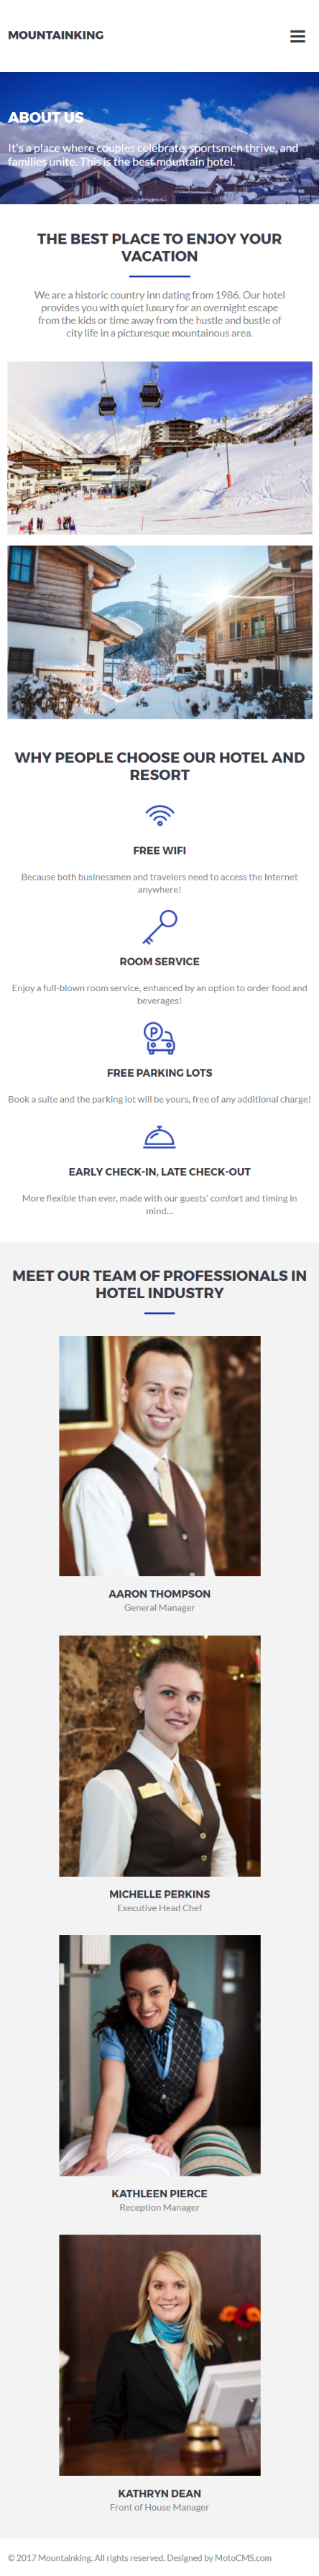 MOUNTAINKING
ABOUT US
It's a place where couples celebrate, sportsmen thrive, and
families unite. This is the best mountain hotel.
THE BEST PLACE TO ENJOY YOUR
VACATION
We are a historic country inn dating from 1986. Our hotel
provides you with quiet luxury for an overnight escape
from the kids or time away from the hustle and bustle of
city life in a picturesque mountainous area.
WHY PEOPLE CHOOSE OUR HOTEL AND
RESORT
FREE WIFI
Because both businessmen and travelers need to access the Internet
anywhere!
ROOM SERVICE
Enjoy a full-blown room service, enhanced by an option to order food and
beverages!
P
FREE PARKING LOTS
Book a suite and the parking lot will be yours, free of any additional charge!
EARLY CHECK-IN, LATE CHECK-OUT
More flexible than ever, made with our guests' comfort and timing in
mind...
MEET OUR TEAM OF PROFESSIONALS IN
HOTEL INDUSTRY
AARON THOMPSON
General Manager
MICHELLE PERKINS
Executive Head Chef
KATHLEEN PIERCE
Reception Manager
KATHRYN DEAN
Front of House Manager
© 2017 Mountainking. All rights reserved. Designed by MotoCMS.com